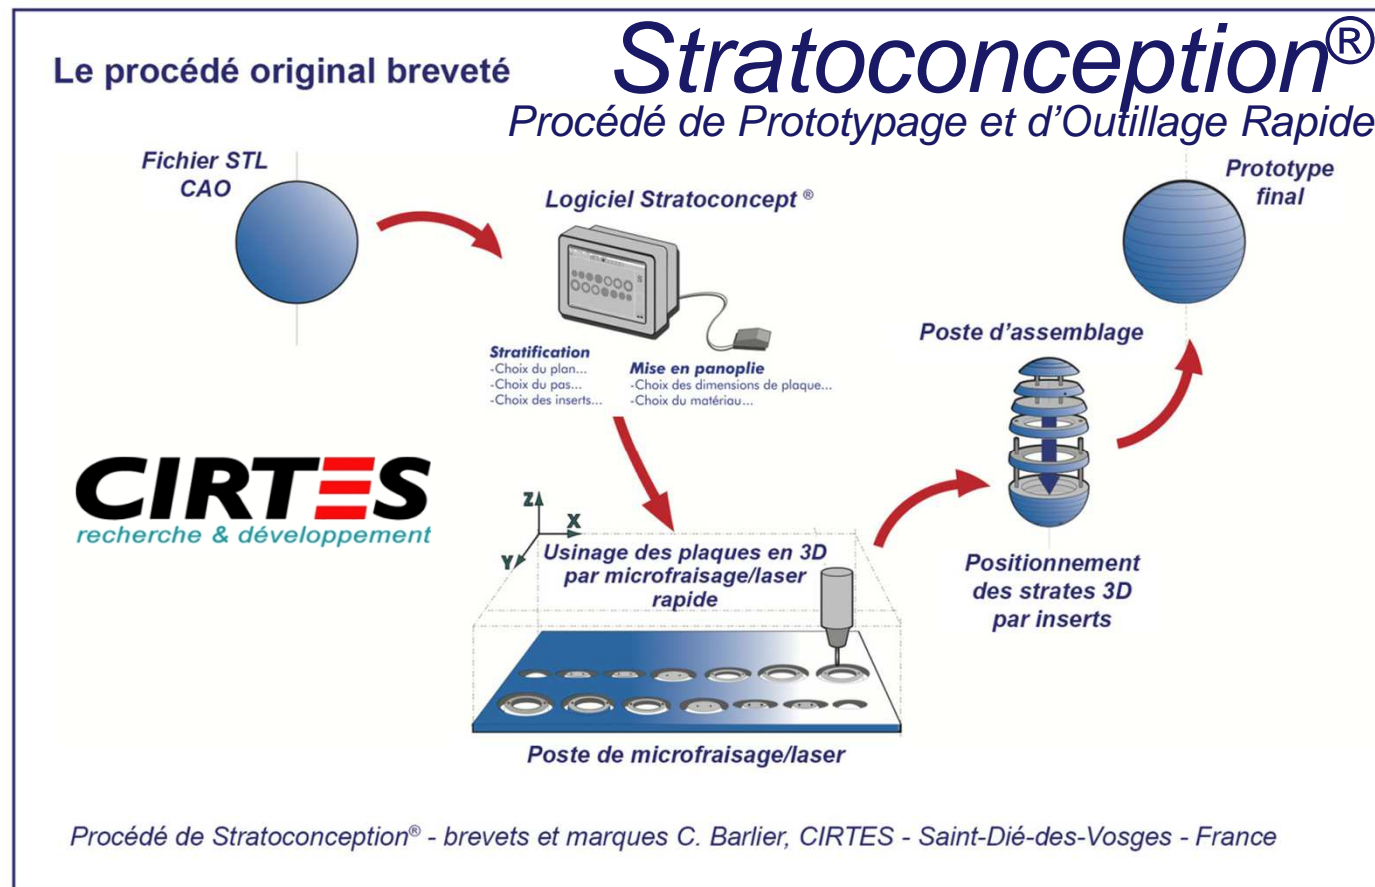 Le procédé original breveté
Stratoconception®
Procédé de Prototypage et d'Outillage Rapide
Fichier STL
CAO
Logiciel Stratoconcept ®
Stratification
-Choix du plan...
-Choix du pas...
-Choix des inserts...
Mise en panoplie
-Choix des dimensions de plaque...
-Choix du matériau...
Prototype
final
Poste d'assemblage
CIRTES
recherche & développement
Z
X
Y
Usinage des plaques en 3D
par microfraisage/laser
rapide
Positionnement
des strates 3D
par inserts
Poste de microfraisage/laser
Procédé de Stratoconception® - brevets et marques C. Barlier, CIRTES - Saint-Dié-des-Vosges - France